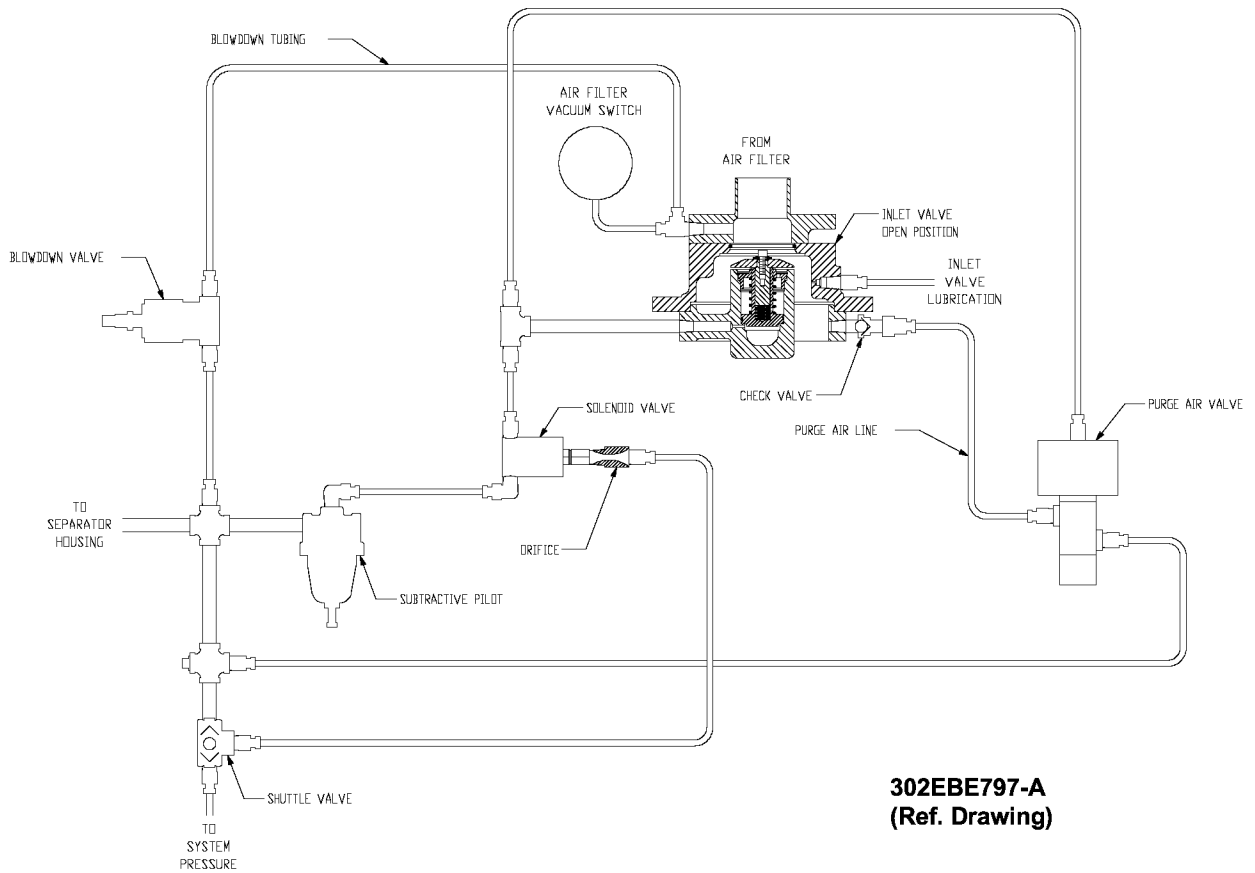 BLOWDOWN TUBING
AIR FILTER
VACUUM SWITCH
FROM
AIR FILTER
INLET VALVE
OPEN POSITION
BLOWDOWN VALVE
INLET
VALVE
LUBRICATION
CHECK VALVE
SOLENOID VALVE
PURGE AIR VALVE
PURGE AIR LINE
TO
SEPARATOR
HOUSING
ORIFICE
SUBTRACTIVE PILOT
SHUTTLE VALVE
TO
SYSTEM
PRESSURE
302EBE797-A
(Ref. Drawing)